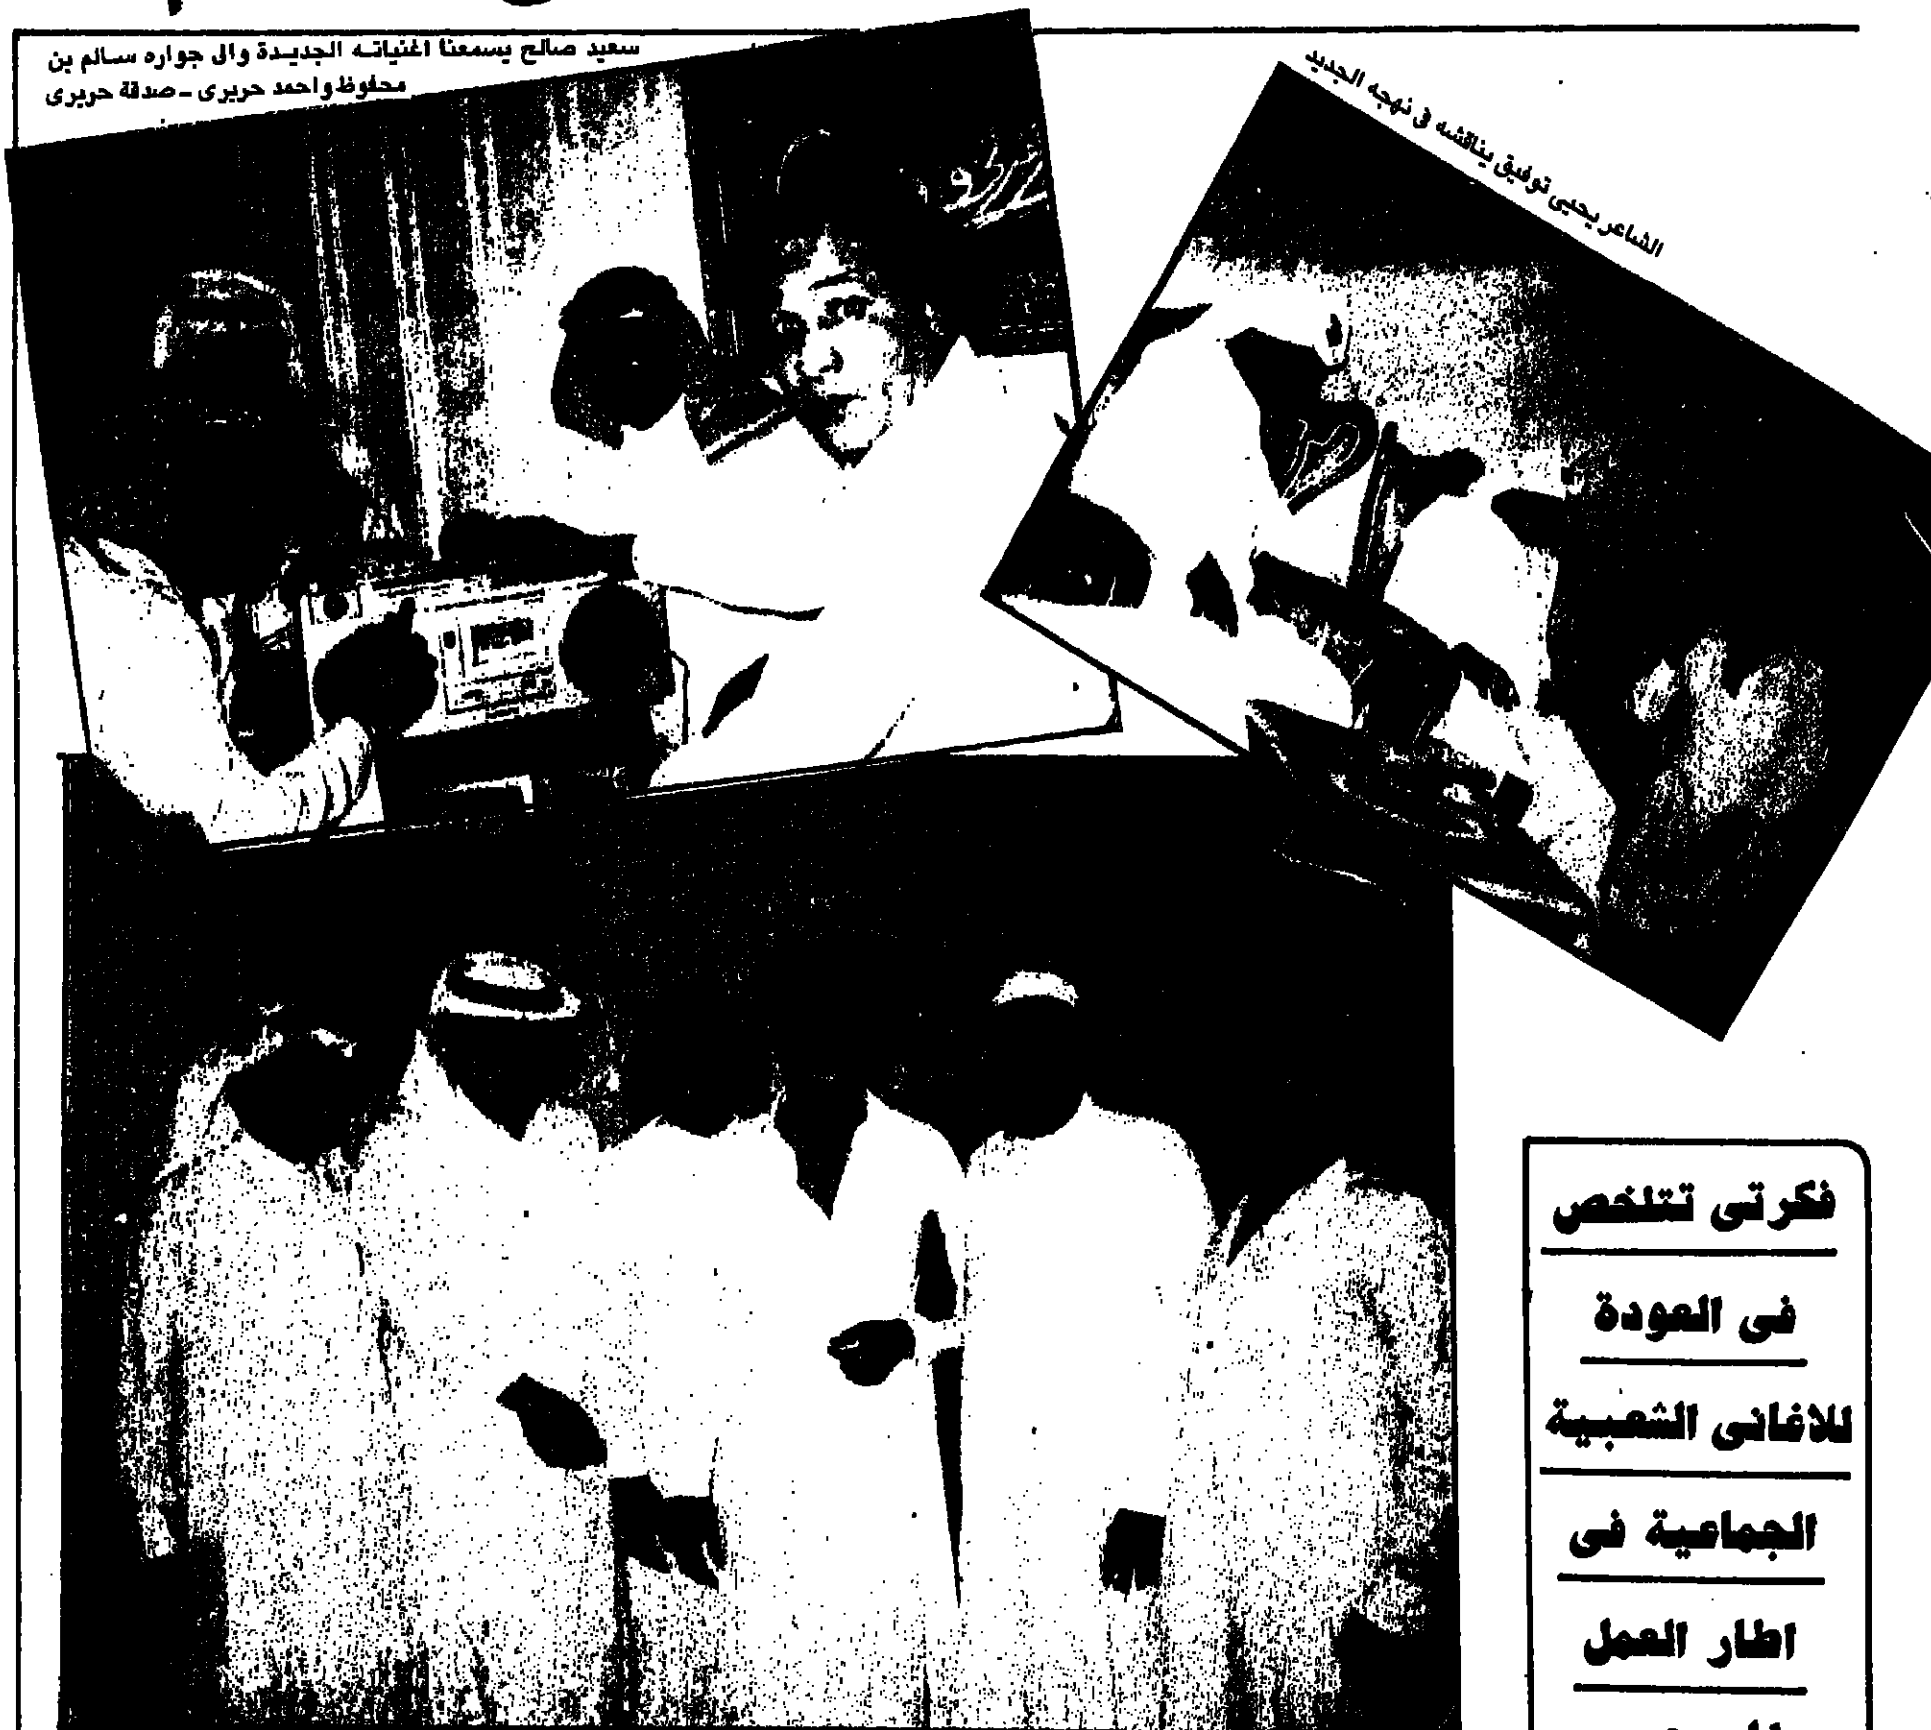 سعيد صالح يسمعنا اغنياته الجديدة والى جواره سالم بن
محفوظ واحمد حريرى - صدقة حريرى
الشاعر يحيى توفيق يناقشه في نهجه الجديد
فكرتى تتلخص
فى العودة
للاغانى الشعبية
الجماعية فى
اطار العمل